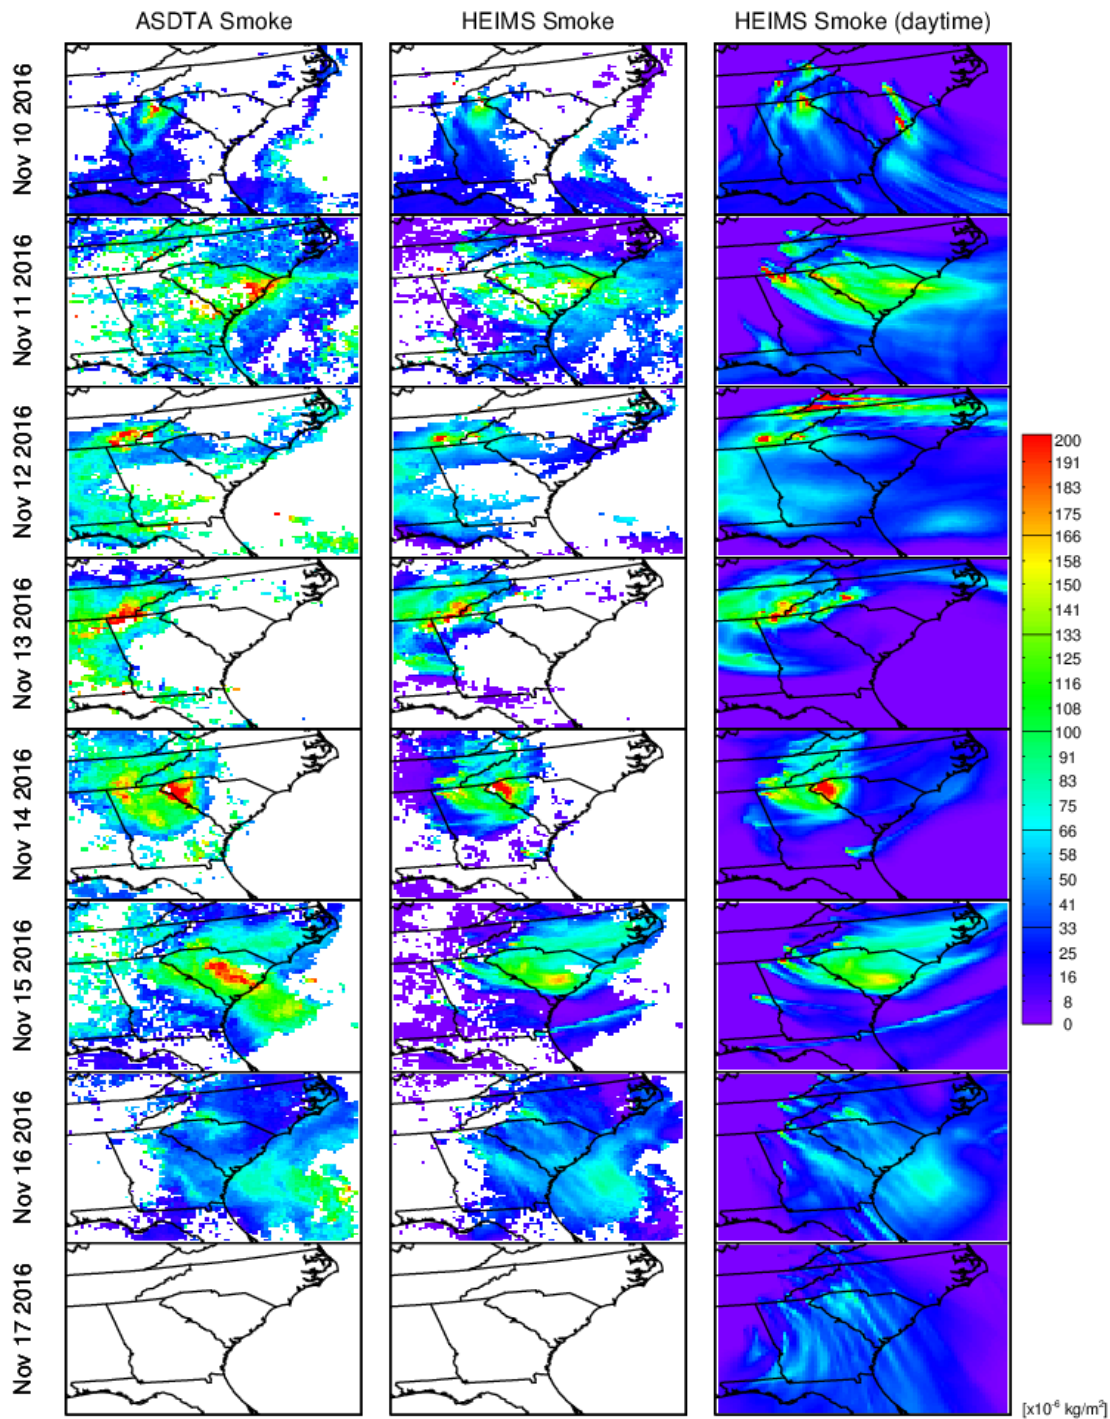 ASDTA Smoke
HEIMS Smoke
HEIMS Smoke (daytime)
Nov 10 2016
Nov 11 2016
Nov 12 2016
Nov 13 2016
Nov 14 2016
Nov 15 2016
Nov 16 2016
Nov 17 2016
200
191
183
175
166
158
150
141
133
125
116
108
100
91
83
75
66
58
50
41
33
25
16
8
0
[x10⁻⁶ kg/m²]